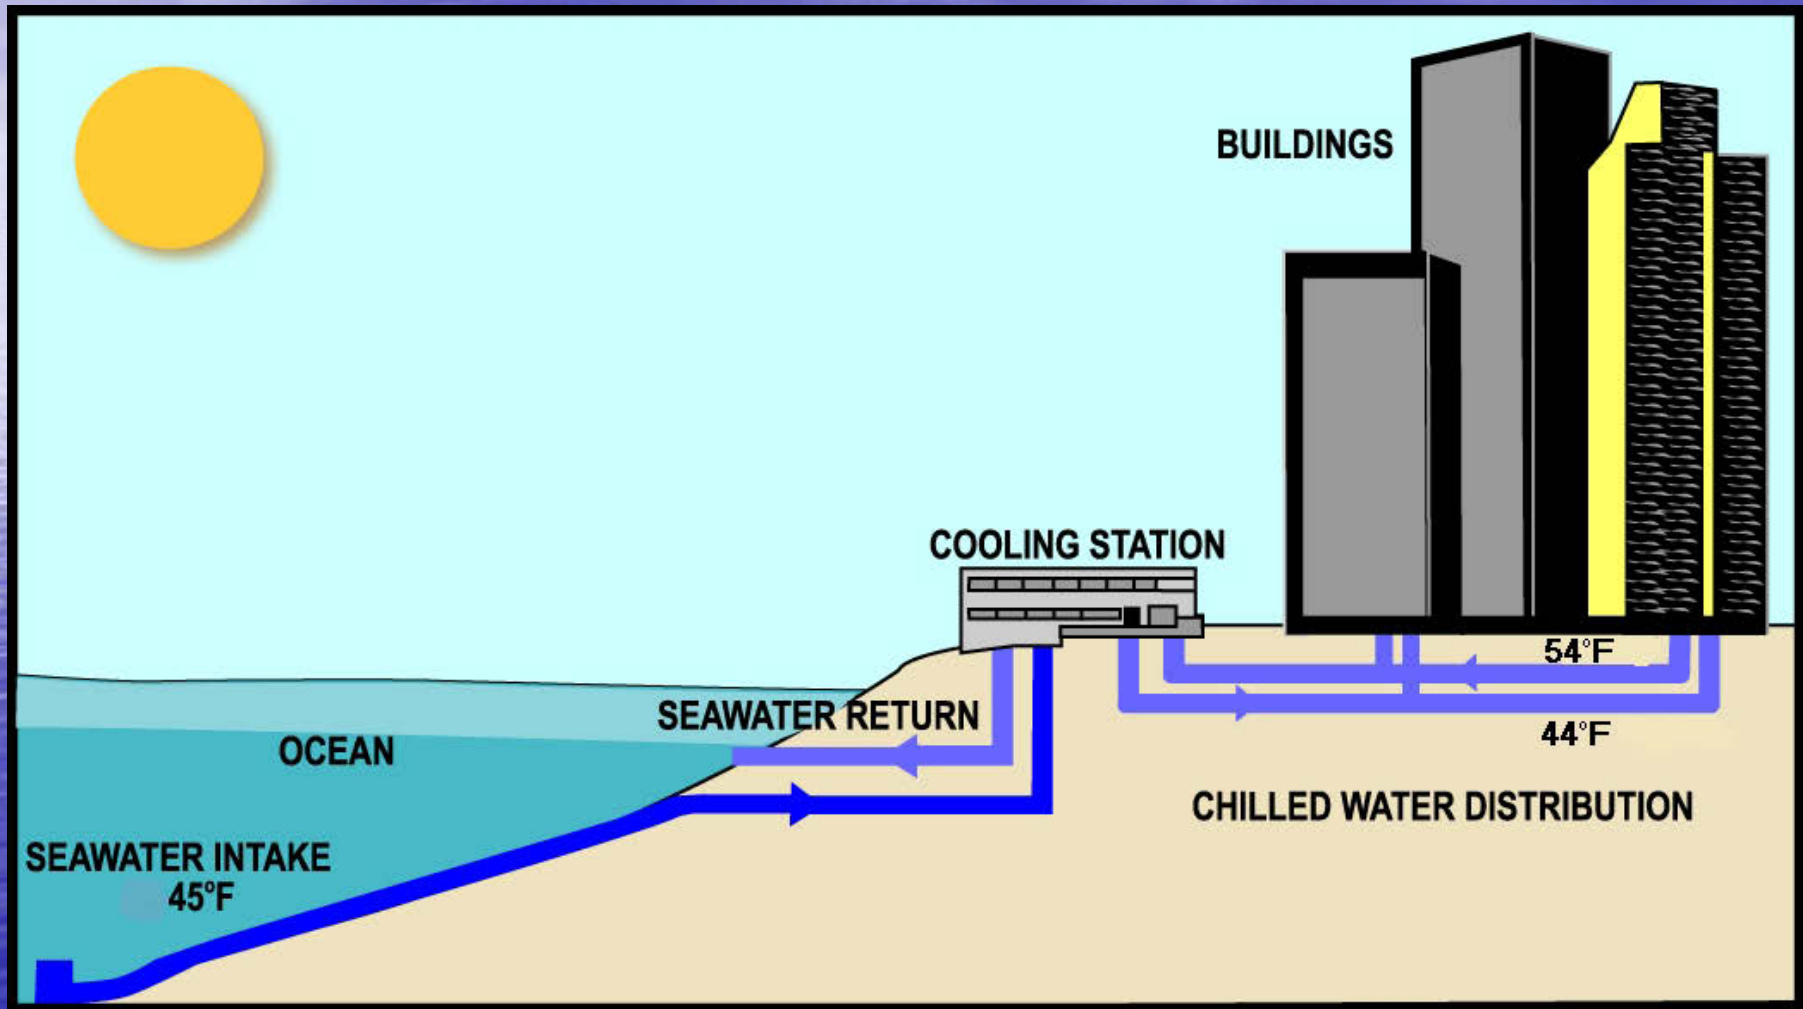 BUILDINGS
COOLING STATION
54°F
SEAWATER RETURN
44°F
OCEAN
CHILLED WATER DISTRIBUTION
SEAWATER INTAKE
45°F